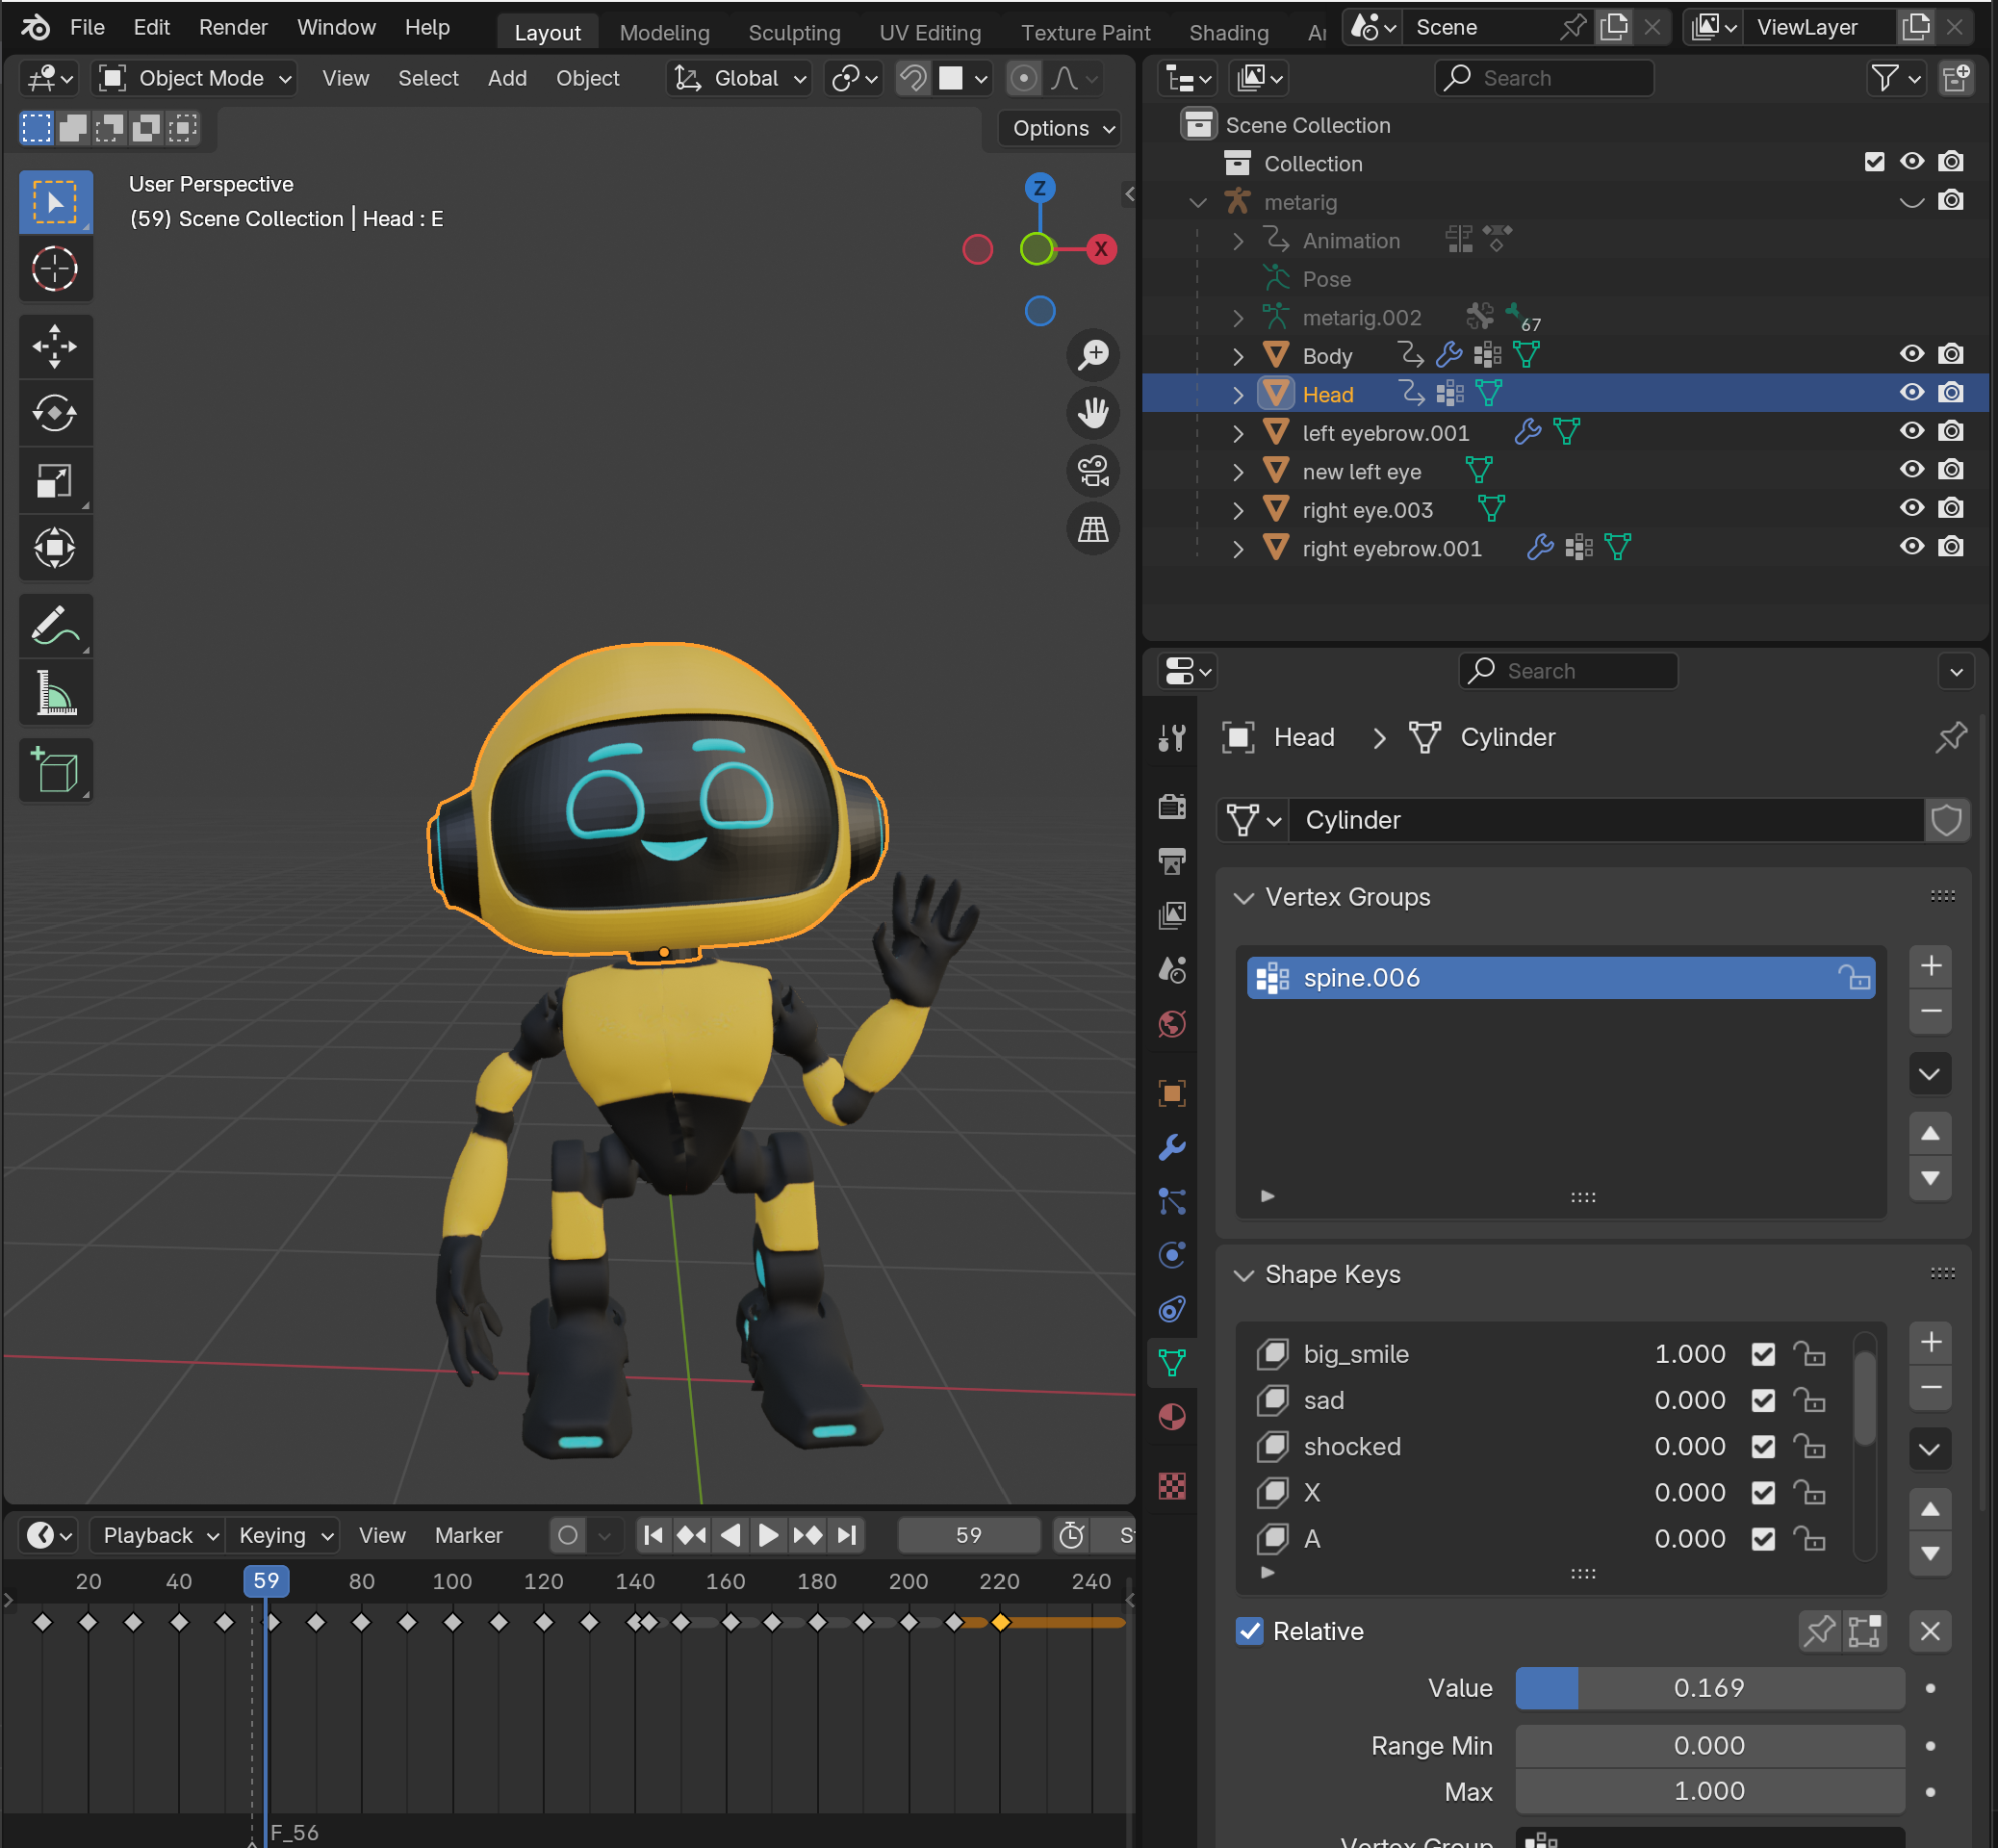 File Edit Render Window Help Layout Modeling Sculpting UV Editing Texture Paint Shading Scene ViewLayer
Object Mode View Select Add Object Global
Options
User Perspective
(59) Scene Collection | Head : E
Z
X
Search
Scene Collection
Collection
metarig
Animation
Pose
metarig.002 67
Body
Head
left eyebrow.001
new left eye
right eye.003
right eyebrow.001
Search
Head Cylinder
Cylinder
Vertex Groups
spine.006
Shape Keys
big_smile 1.000
sad 0.000
shocked 0.000
X 0.000
A 0.000
Relative
Value 0.169
Range Min 0.000
Max 1.000
Vertex Group
Playback Keying View Marker 59
20 40 59 80 100 120 140 160 180 200 220 240
F_56